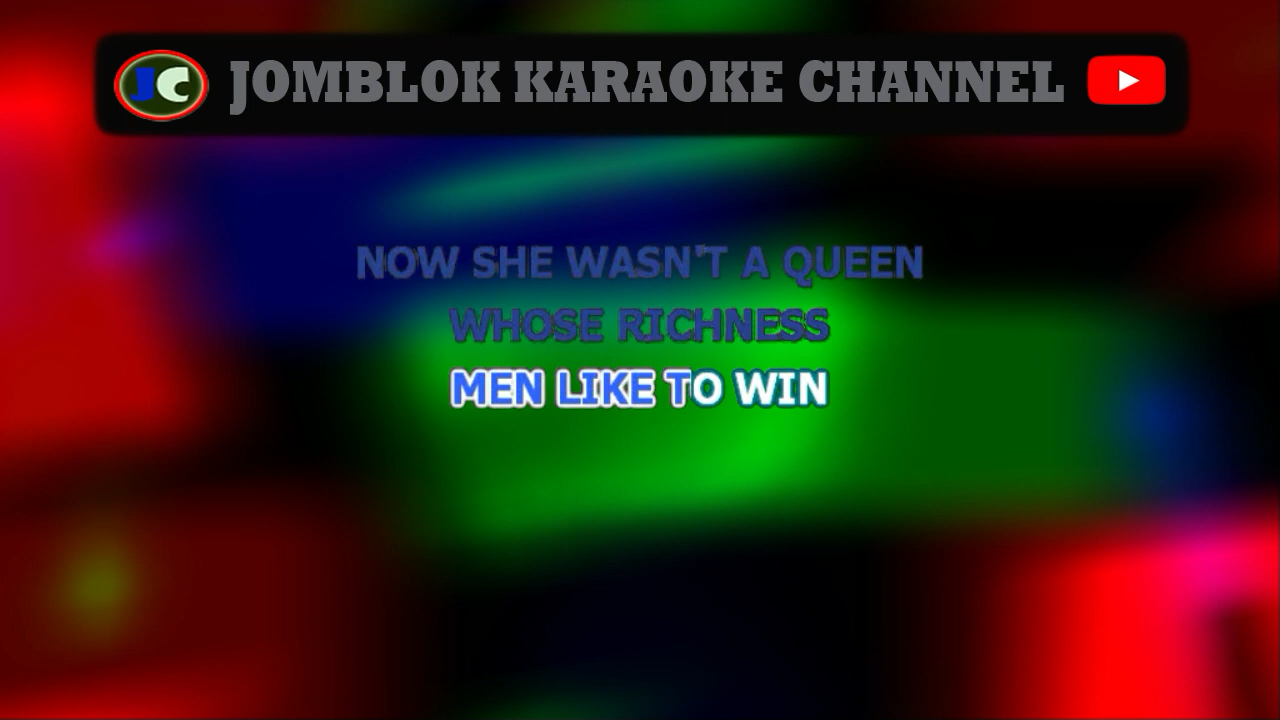 JC JOMBLOK KARAOKE CHANNEL
NOW SHE WASN'T A QUEEN
WHOSE RICHNESS
MEN LIKE TO WIN